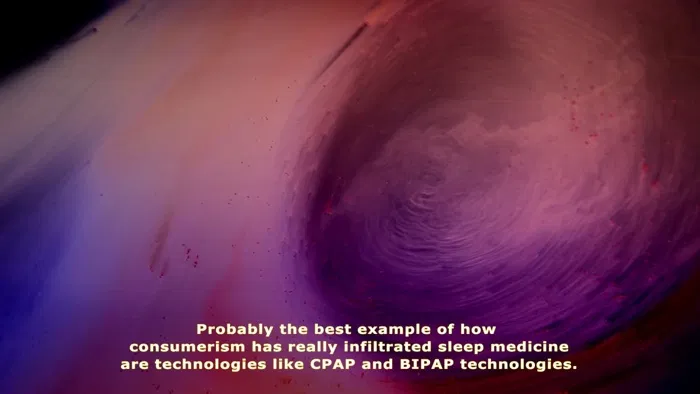 Probably the best example of how
consumerism has really infiltrated sleep medicine
are technologies like CPAP and BIPAP technologies.